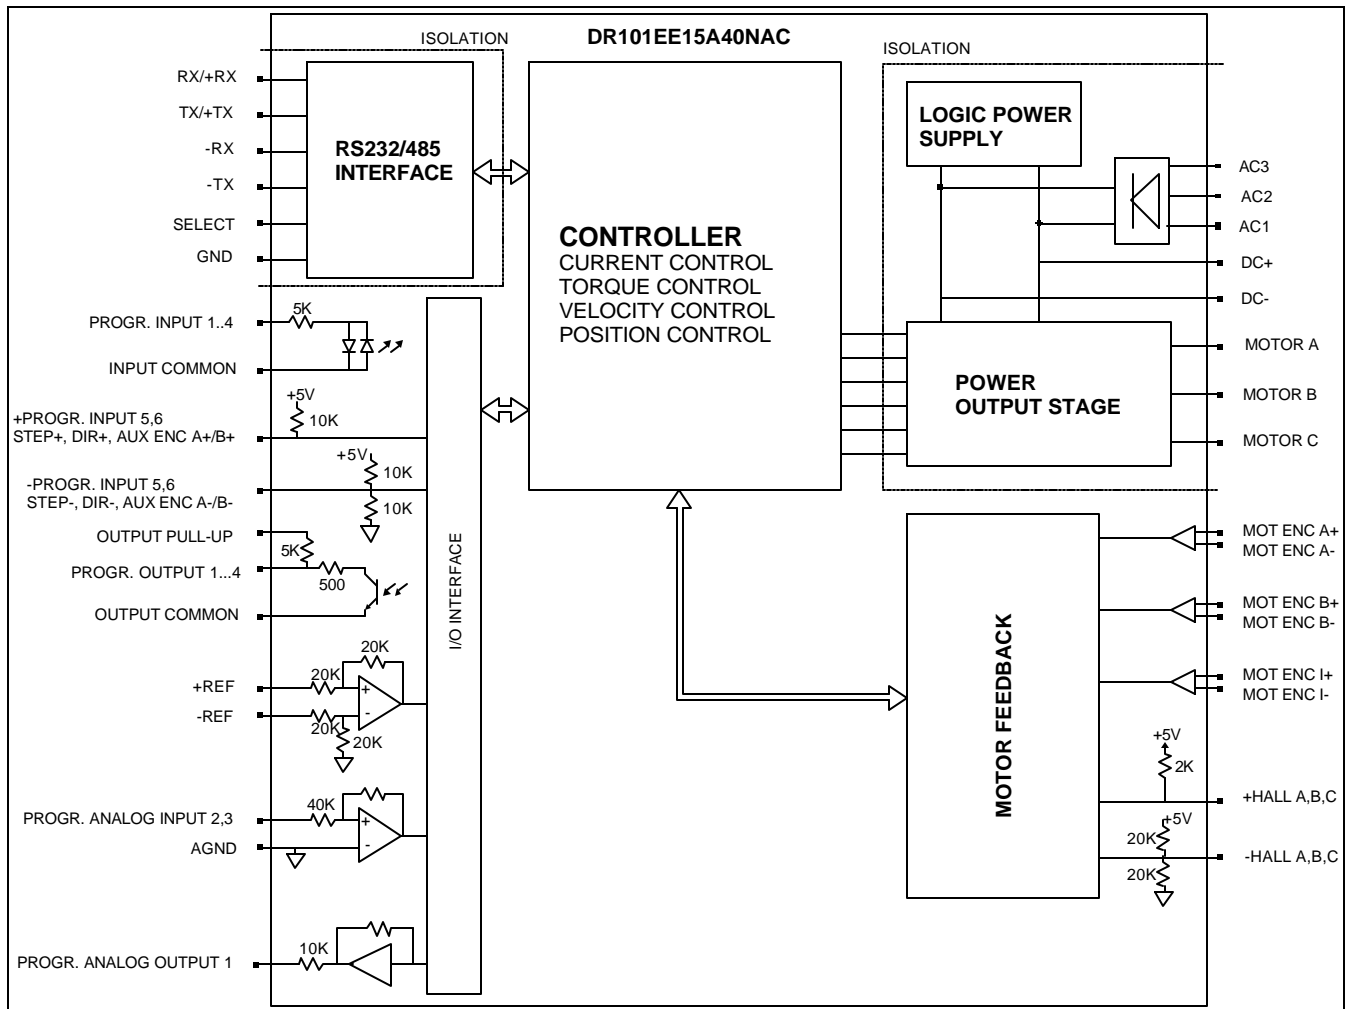 DR101EE15A40NAC
ISOLATION
RX/+RX
TX/+TX
-RX
-TX
SELECT
GND
RS232/485
INTERFACE
PROGR. INPUT 1..4
5K
INPUT COMMON
+5V
10K
+PROGR. INPUT 5,6
STEP+, DIR+, AUX ENC A+/B+
+5V
10K
10K
-PROGR. INPUT 5,6
STEP-, DIR-, AUX ENC A-/B-
OUTPUT PULL-UP
5K
PROGR. OUTPUT 1...4
500
OUTPUT COMMON
20K
+REF
20K
+
-REF
-
20K
20K
PROGR. ANALOG INPUT 2,3
40K
+
AGND
-
PROGR. ANALOG OUTPUT 1
10K
I/O INTERFACE
CONTROLLER
CURRENT CONTROL
TORQUE CONTROL
VELOCITY CONTROL
POSITION CONTROL
ISOLATION
LOGIC POWER
SUPPLY
AC3
AC2
AC1
DC+
DC-
POWER
OUTPUT STAGE
MOTOR A
MOTOR B
MOTOR C
MOTOR FEEDBACK
MOT ENC A+
MOT ENC A-
MOT ENC B+
MOT ENC B-
MOT ENC I+
MOT ENC I-
+5V
2K
+HALL A,B,C
+5V
20K
-HALL A,B,C
20K